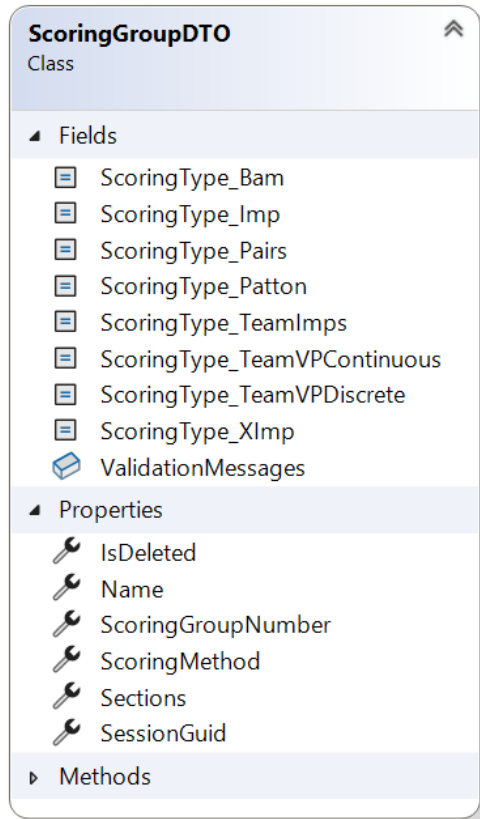 ScoringGroupDTO
Class
Fields
ScoringType_Bam
ScoringType_Imp
ScoringType_Pairs
ScoringType_Patton
ScoringType_TeamImps
ScoringType_TeamVPContinuous
ScoringType_TeamVPDiscrete
ScoringType_XImp
ValidationMessages
Properties
IsDeleted
Name
ScoringGroupNumber
ScoringMethod
Sections
SessionGuid
Methods